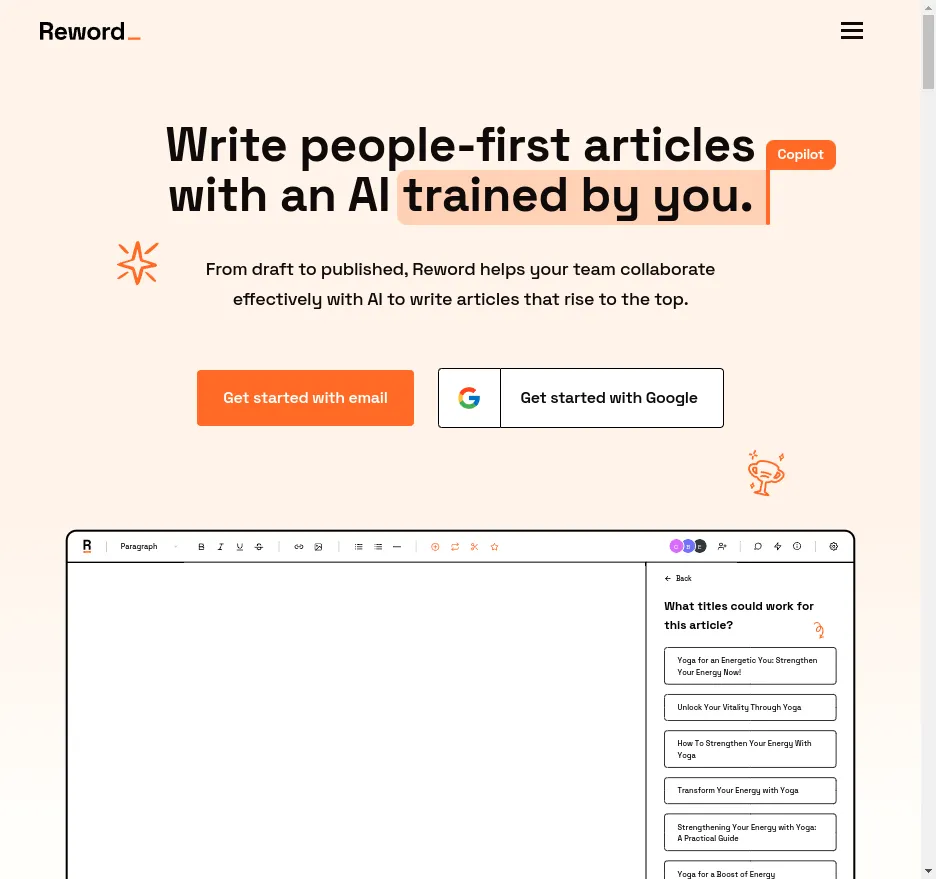 Reword_
Write people-first articles
Copilot
with an AI trained by you.
From draft to published, Reword helps your team collaborate
effectively with AI to write articles that rise to the top.
Get started with email
G
Get started with Google
R
Paragraph
B I U S
← Back
What titles could work for
this article?
Yoga for an Energetic You: Strengthen
Your Energy Now!
Unlock Your Vitality Through Yoga
How To Strengthen Your Energy With
Yoga
Transform Your Energy with Yoga
Strengthening Your Energy with Yoga:
A Practical Guide
Yoga for a Boost of Energy